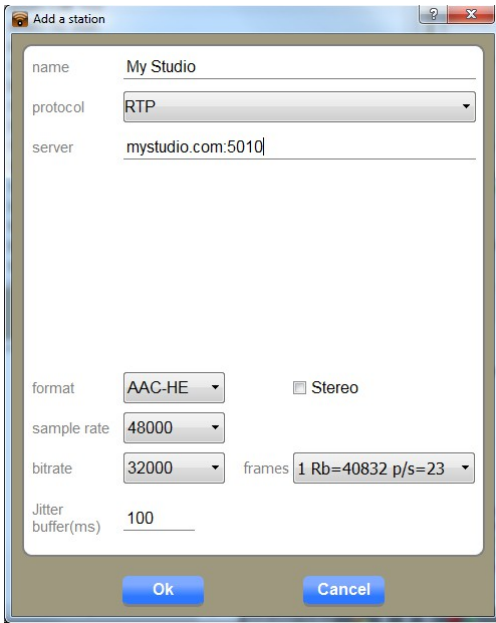 Add a station
name My Studio
protocol RTP
server mystudio.com:5010
format AAC-HE Stereo
sample rate 48000
bitrate 32000 frames 1 Rb=40832 p/s=23
Jitter
buffer(ms) 100
Ok Cancel